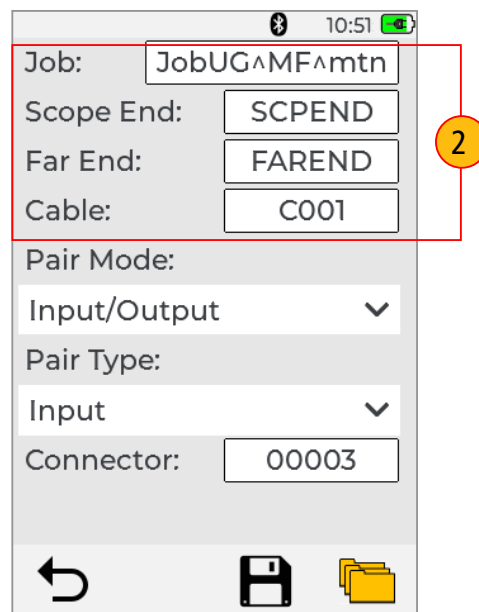 10:51
Job: JobUG^MF^mtn
Scope End: SCPEND
Far End: FAREND
Cable: C001
2
Pair Mode:
Input/Output
Pair Type:
Input
Connector: 00003